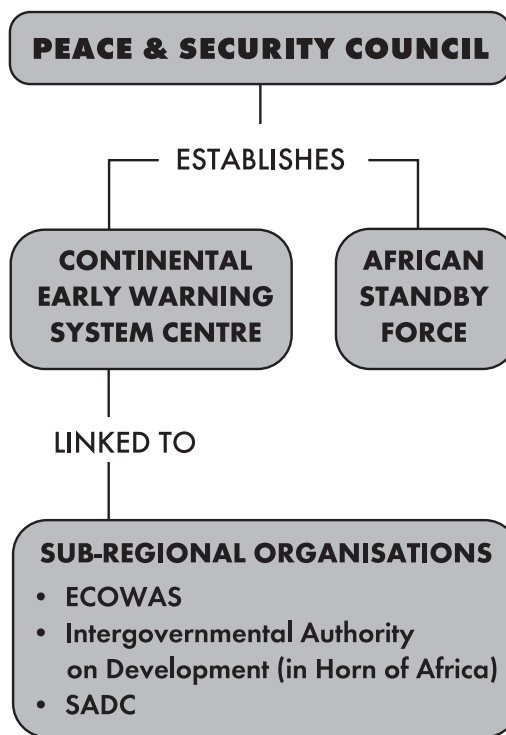 PEACE & SECURITY COUNCIL
ESTABLISHES
CONTINENTAL
EARLY WARNING
SYSTEM CENTRE
AFRICAN
STANDBY
FORCE
LINKED TO
SUB-REGIONAL ORGANISATIONS
• ECOWAS
• Intergovernmental Authority
on Development (in Horn of Africa)
• SADC